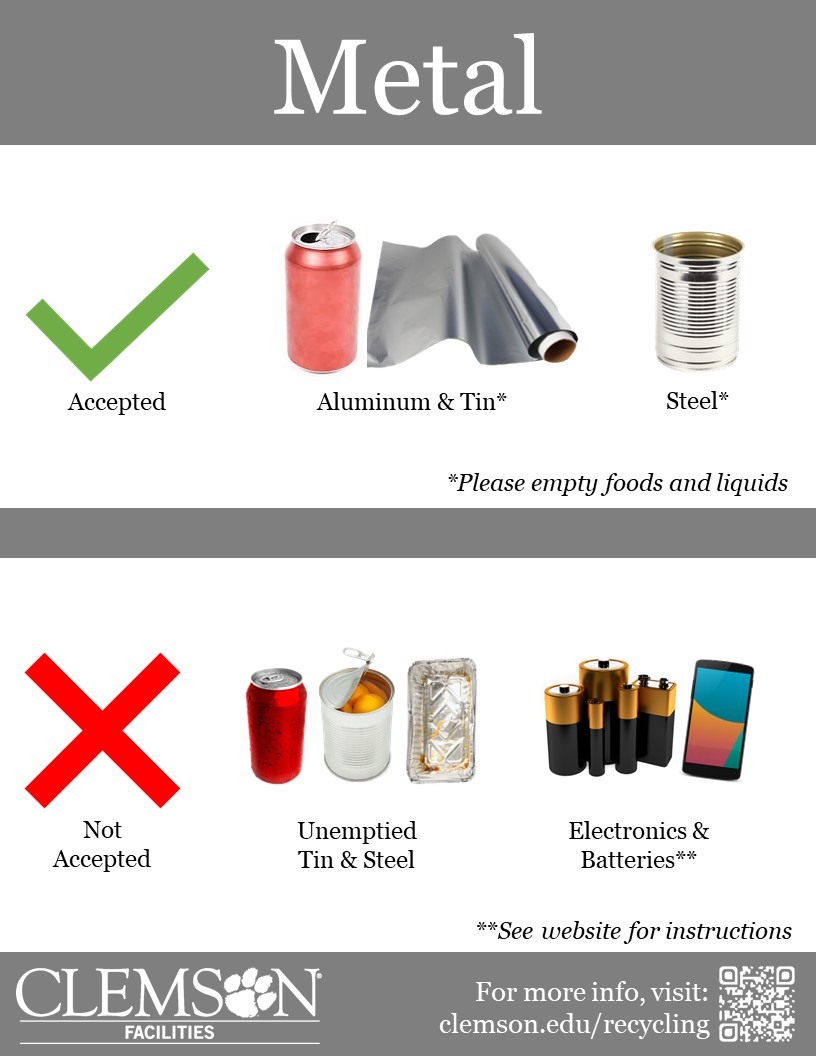 Metal
Accepted
Aluminum & Tin*
Steel*
*Please empty foods and liquids
Not
Accepted
Unemptied
Tin & Steel
Electronics &
Batteries**
**See website for instructions
CLEMSON
FACILITIES
For more info, visit:
clemson.edu/recycling